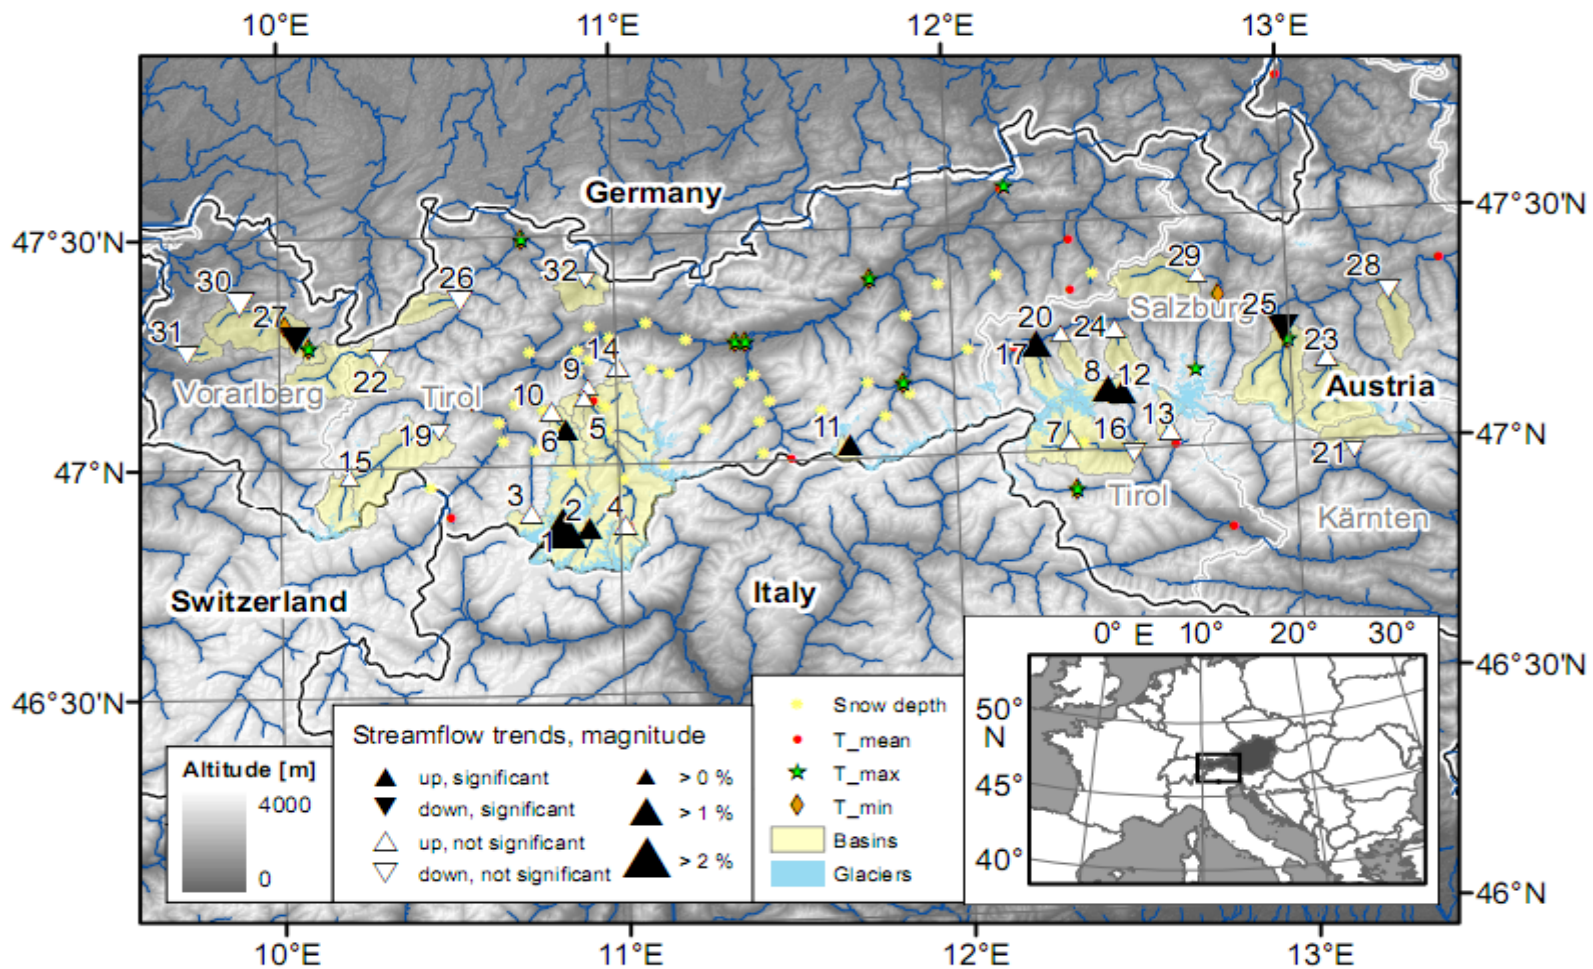 10°E 11°E 12°E 13°E
Germany
47°30'N 47°30'N
32 26 29 28
30 27 Salzburg 25
31 20 24 23
17
Vorarlberg 22 Tirol 14 9 8 12 Austria
10 5 6 13
19 11 7 16 21
47°N 47°N
15 3 2 4 1
Tirol Kärnten
Switzerland Italy
46°30'N 46°30'N
Altitude [m]
4000
0
Streamflow trends, magnitude
up, significant > 0 %
down, significant > 1 %
up, not significant
down, not significant > 2 %
Snow depth
T_mean
T_max
T_min
Basins
Glaciers
0° E 10° 20° 30°
50°
N
45°
40°
46°N
10°E 11°E 12°E 13°E